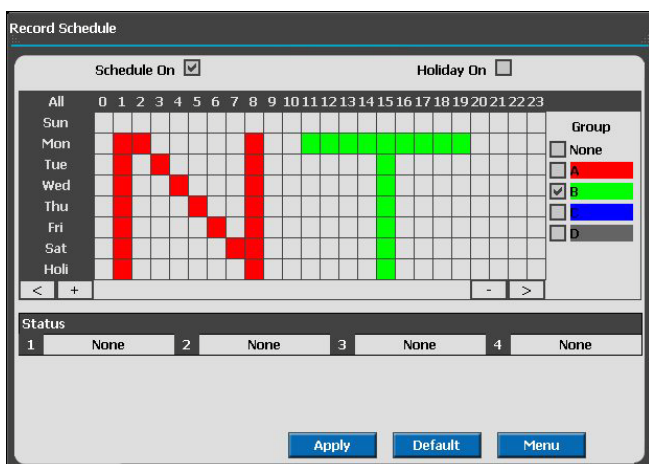 Record Schedule
Schedule On Holiday On
All 0 1 2 3 4 5 6 7 8 9 10 11 12 13 14 15 16 17 18 19 20 21 22 23
Sun
Mon
Tue
Wed
Thu
Fri
Sat
Holi
Group
None
A
B
C
D
< + - >
Status
1 None 2 None 3 None 4 None
Apply Default Menu